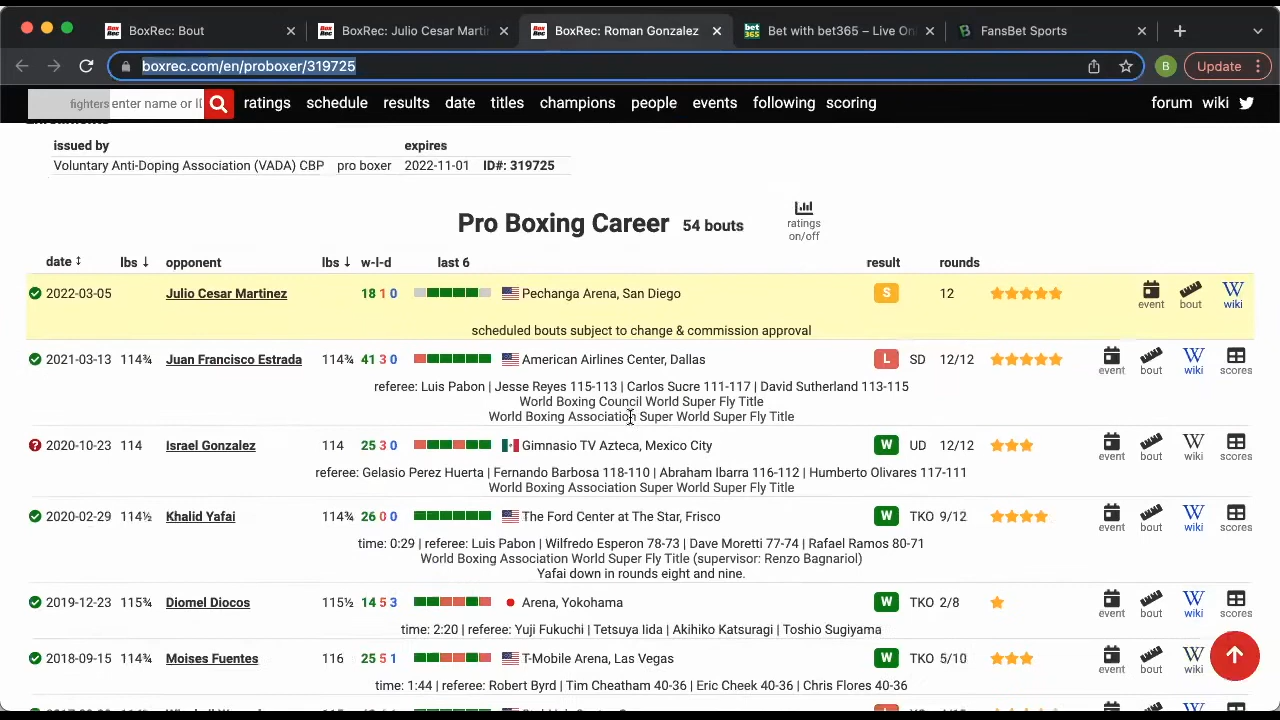 BoxRec: Bout
BoxRec: Julio Cesar Martin
BoxRec: Roman Gonzalez
Bet with bet365 – Live On
FansBet Sports
boxrec.com/en/proboxer/319725
B
Update
fighters
enter name or ID
ratings schedule results date titles champions people events following scoring
forum wiki
issued by expires
Voluntary Anti-Doping Association (VADA) CBP pro boxer 2022-11-01 ID#: 319725
Pro Boxing Career 54 bouts
ratings
on/off
date lbs opponent lbs w-l-d last 6 result rounds
2022-03-05 Julio Cesar Martinez 18 1 0 Pechanga Arena, San Diego S 12
event bout wiki
scheduled bouts subject to change & commission approval
2021-03-13 114¾ Juan Francisco Estrada 114¾ 41 3 0 American Airlines Center, Dallas L SD 12/12
event bout wiki scores
referee: Luis Pabon | Jesse Reyes 115-113 | Carlos Sucre 111-117 | David Sutherland 113-115
World Boxing Council World Super Fly Title
World Boxing Association Super World Super Fly Title
2020-10-23 114 Israel Gonzalez 114 25 3 0 Gimnasio TV Azteca, Mexico City W UD 12/12
event bout wiki scores
referee: Gelasio Perez Huerta | Fernando Barbosa 118-110 | Abraham Ibarra 116-112 | Humberto Olivares 117-111
World Boxing Association Super World Super Fly Title
2020-02-29 114½ Khalid Yafai 114¾ 26 0 0 The Ford Center at The Star, Frisco W TKO 9/12
event bout wiki scores
time: 0:29 | referee: Luis Pabon | Wilfredo Esperon 78-73 | Dave Moretti 77-74 | Rafael Ramos 80-71
World Boxing Association World Super Fly Title (supervisor: Renzo Bagnariol)
Yafai down in rounds eight and nine.
2019-12-23 115¾ Diomel Diocos 115½ 14 5 3 Arena, Yokohama W TKO 2/8
event bout wiki scores
time: 2:20 | referee: Yuji Fukuchi | Tetsuya Iida | Akihiko Katsuragi | Toshio Sugiyama
2018-09-15 114¾ Moises Fuentes 116 25 5 1 T-Mobile Arena, Las Vegas W TKO 5/10
event bout wiki scores
time: 1:44 | referee: Robert Byrd | Tim Cheatham 40-36 | Eric Cheek 40-36 | Chris Flores 40-36